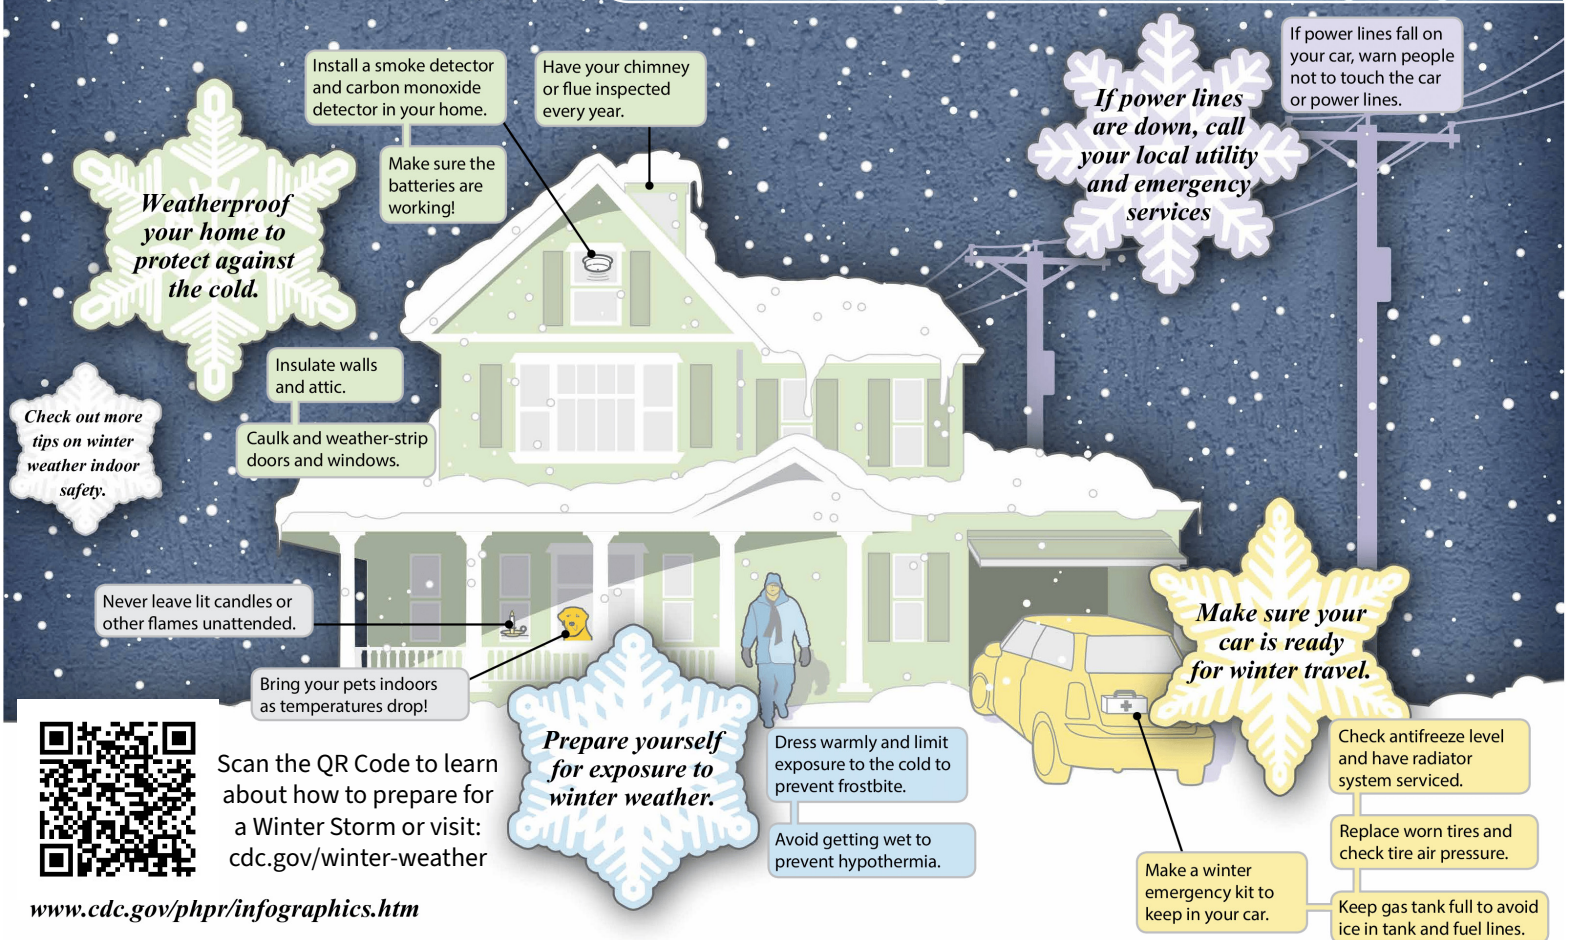 Install a smoke detector
and carbon monoxide
detector in your home.
Make sure the
batteries are
working!
Have your chimney
or flue inspected
every year.
If power lines
are down, call
your local utility
and emergency
services
If power lines fall on
your car, warn people
not to touch the car
or power lines.
Weatherproof
your home to
protect against
the cold.
Insulate walls
and attic.
Caulk and weather-strip
doors and windows.
Check out more
tips on winter
weather indoor
safety.
Never leave lit candles or
other flames unattended.
Bring your pets indoors
as temperatures drop!
Make sure your
car is ready
for winter travel.
Prepare yourself
for exposure to
winter weather.
Dress warmly and limit
exposure to the cold to
prevent frostbite.
Avoid getting wet to
prevent hypothermia.
Check antifreeze level
and have radiator
system serviced.
Replace worn tires and
check tire air pressure.
Make a winter
emergency kit to
keep in your car.
Keep gas tank full to avoid
ice in tank and fuel lines.
Scan the QR Code to learn
about how to prepare for
a Winter Storm or visit:
cdc.gov/winter-weather
www.cdc.gov/phpr/infographics.htm